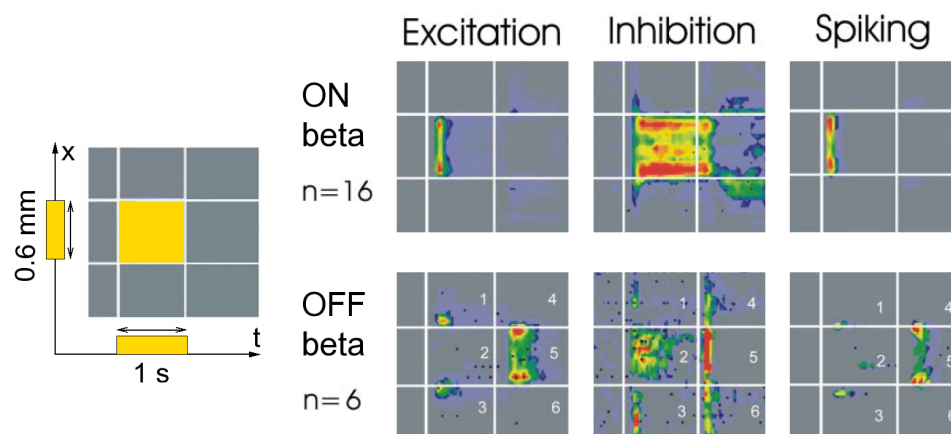 Excitation Inhibition Spiking
ON
beta
n=16
x
0.6 mm
t
1 s
OFF
beta
n=6
1 4
2 5
3 6
1 4
2 5
3 6
1 4
2 5
3 6